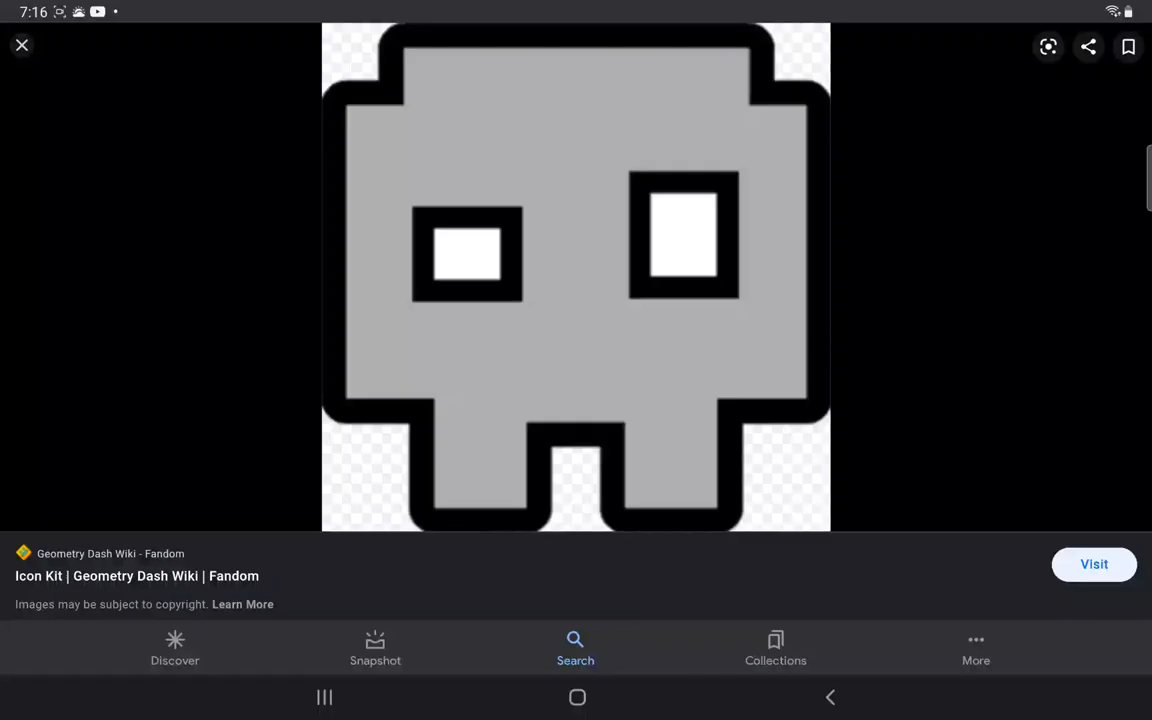 7:16
Geometry Dash Wiki - Fandom
Icon Kit | Geometry Dash Wiki | Fandom
Visit
Images may be subject to copyright. Learn More
Discover
Snapshot
Search
Collections
More